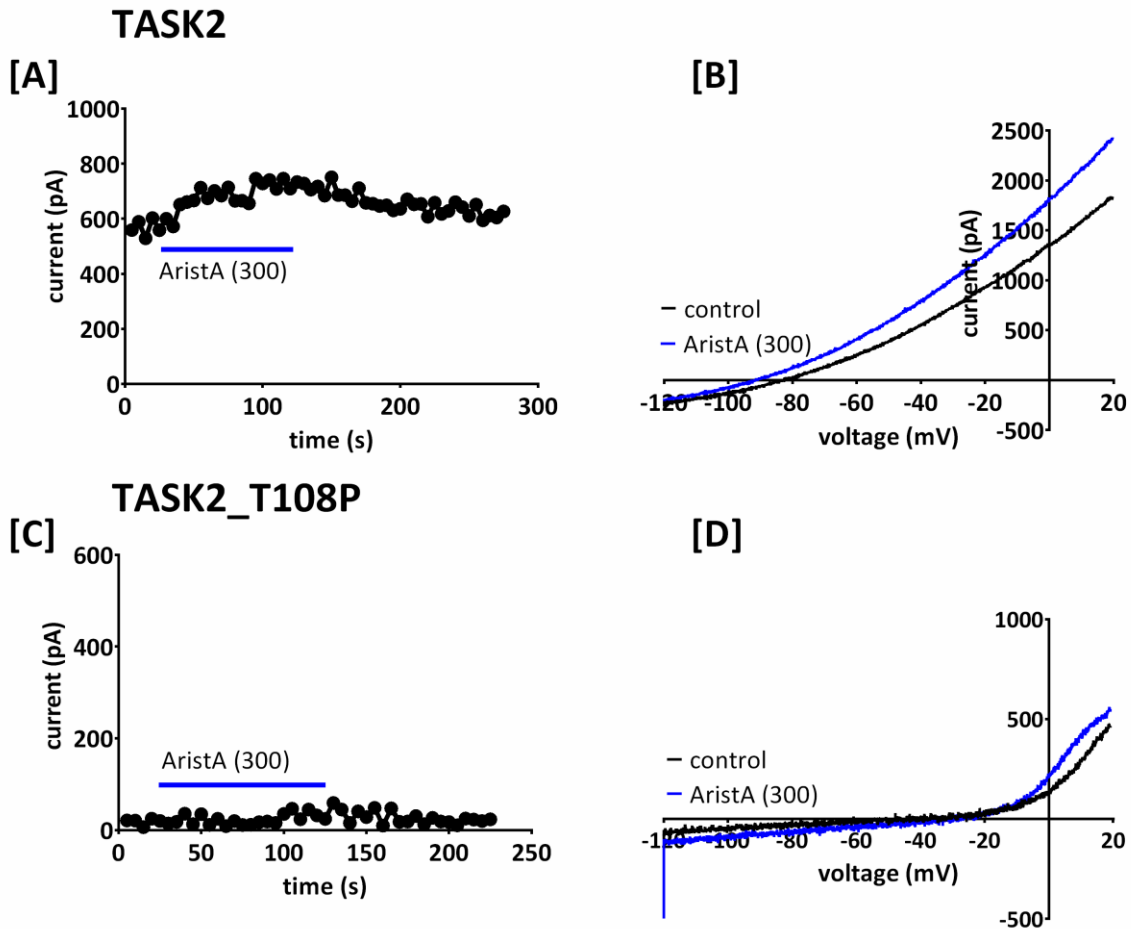 TASK2
[A]
1000
800
600
400
200
0
current (pA)
AristA (300)
0 100 200 300
time (s)
[B]
2500
2000
1500
1000
500
-500
current (pA)
control
AristA (300)
-120 -100 -80 -60 -40 -20 20
voltage (mV)
TASK2_T108P
[C]
600
400
200
0
current (pA)
AristA (300)
0 50 100 150 200 250
time (s)
[D]
1000
500
-500
control
AristA (300)
-120 -100 -80 -60 -40 -20 20
voltage (mV)